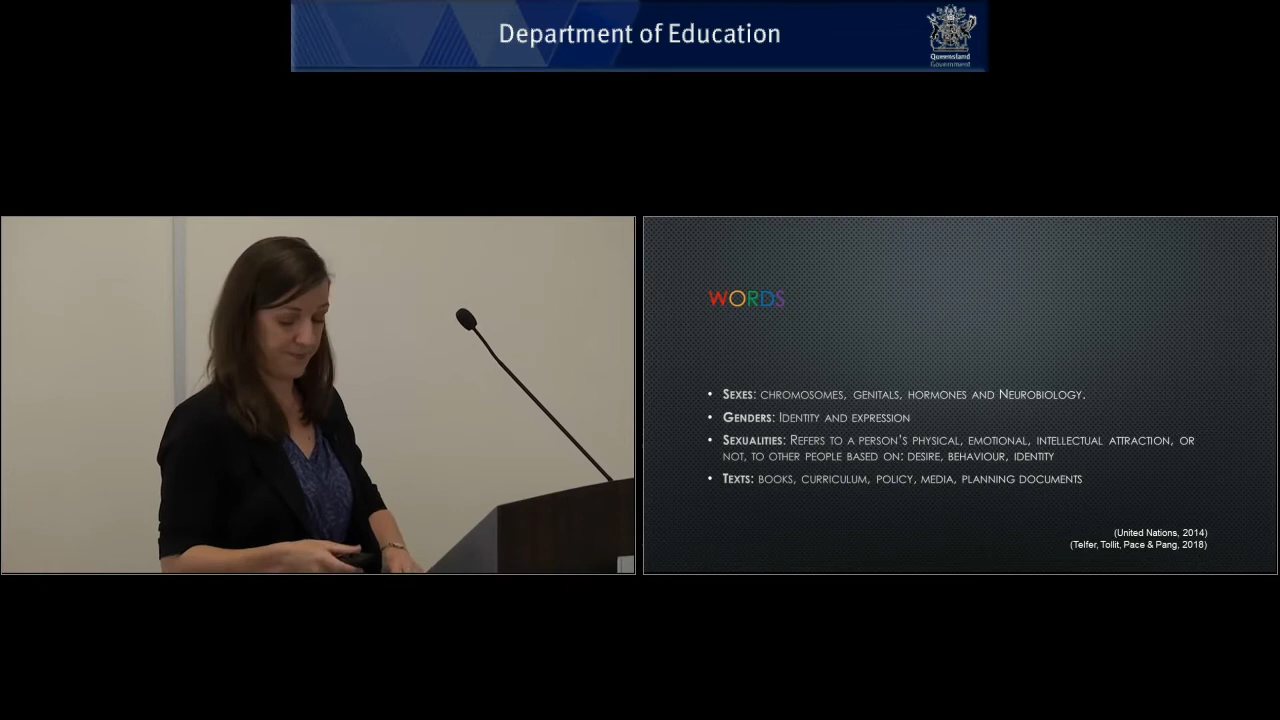 Department of Education
Queensland
Government
WORDS
• Sexes: chromosomes, genitals, hormones and Neurobiology.
• Genders: Identity and expression
• Sexualities: Refers to a person's physical, emotional, intellectual attraction, or
not, to other people based on: desire, behaviour, identity
• Texts: books, curriculum, policy, media, planning documents
(United Nations, 2014)
(Telfer, Tollit, Pace & Pang, 2018)